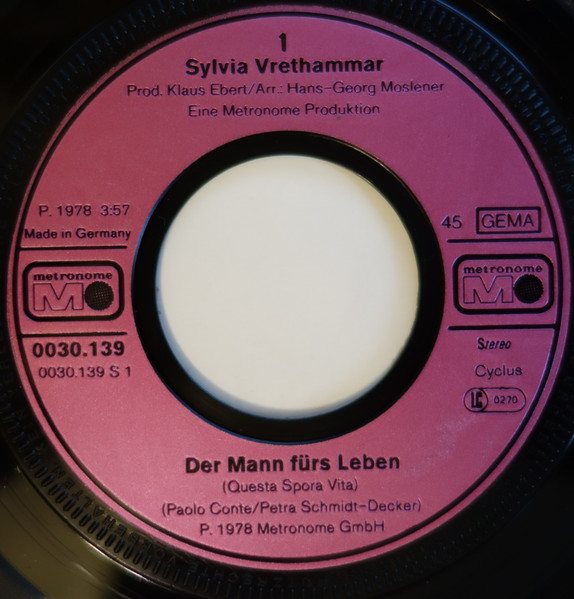 1
Sylvia Vrethammar
Prod. Klaus Ebert/Arr.: Hans-Georg Moslener
Eine Metronome Produktion
P. 1978 3:57
Made in Germany
45 GEMA
metronome
M
metronome
M
0030.139
0030.139 S 1
Stereo
Cyclus
LC 0270
Der Mann fürs Leben
(Questa Spora Vita)
(Paolo Conte/Petra Schmidt-Decker)
P. 1978 Metronome GmbH